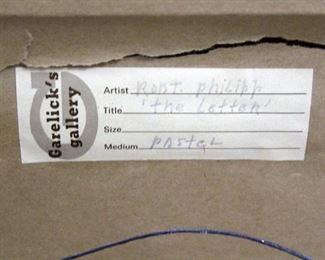 Garelick's
gallery
Artist Robt. Philipp
Title 'the Letter'
Size
Medium pastel